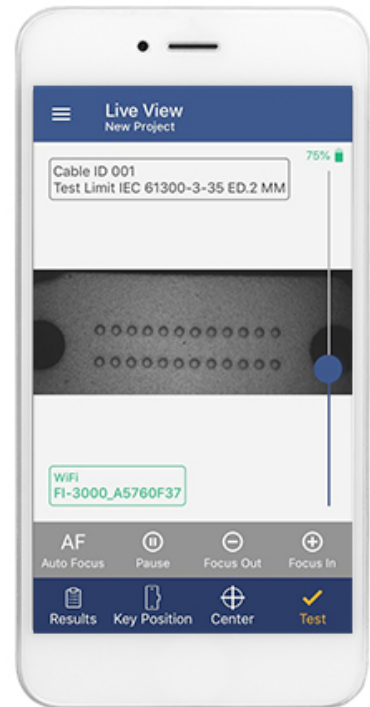 Live View
New Project
75%
Cable ID 001
Test Limit IEC 61300-3-35 ED.2 MM
WiFi
FI-3000_A5760F37
AF
Auto Focus Pause Focus Out Focus In
Results Key Position Center Test